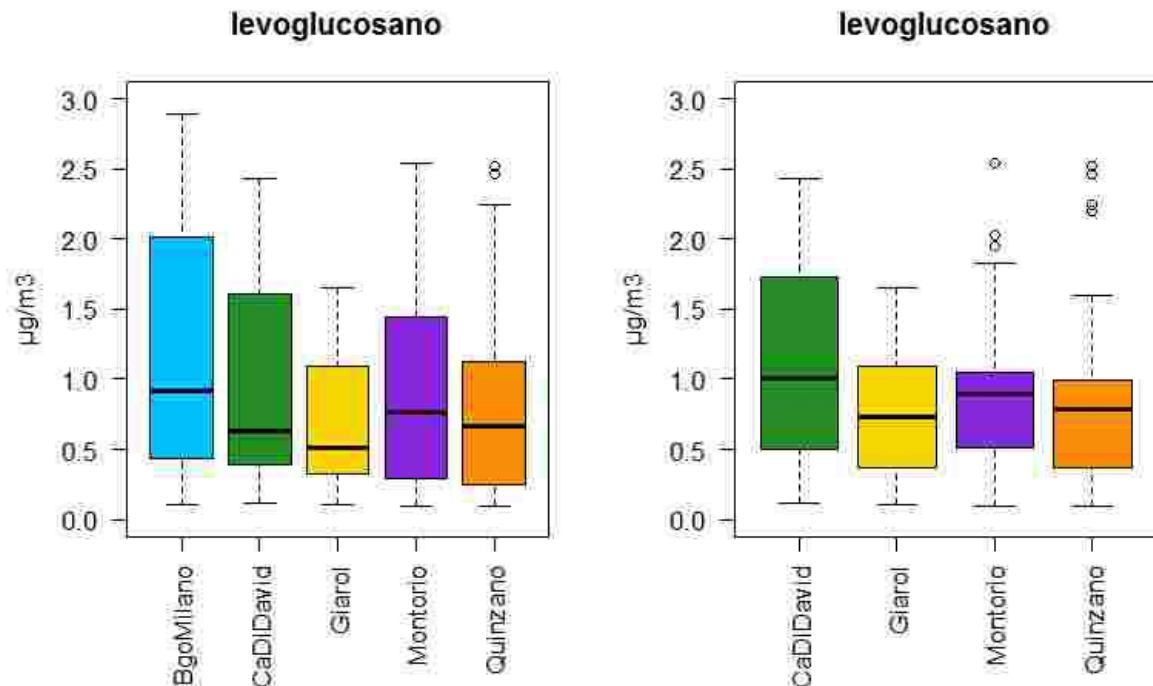 levoglucosano
µg/m3
3.0
2.5
2.0
1.5
1.0
0.5
0.0
BgoMilano
CaDIDavid
Giarol
Montorio
Quinzano
levoglucosano
µg/m3
3.0
2.5
2.0
1.5
1.0
0.5
0.0
CaDIDavid
Giarol
Montorio
Quinzano